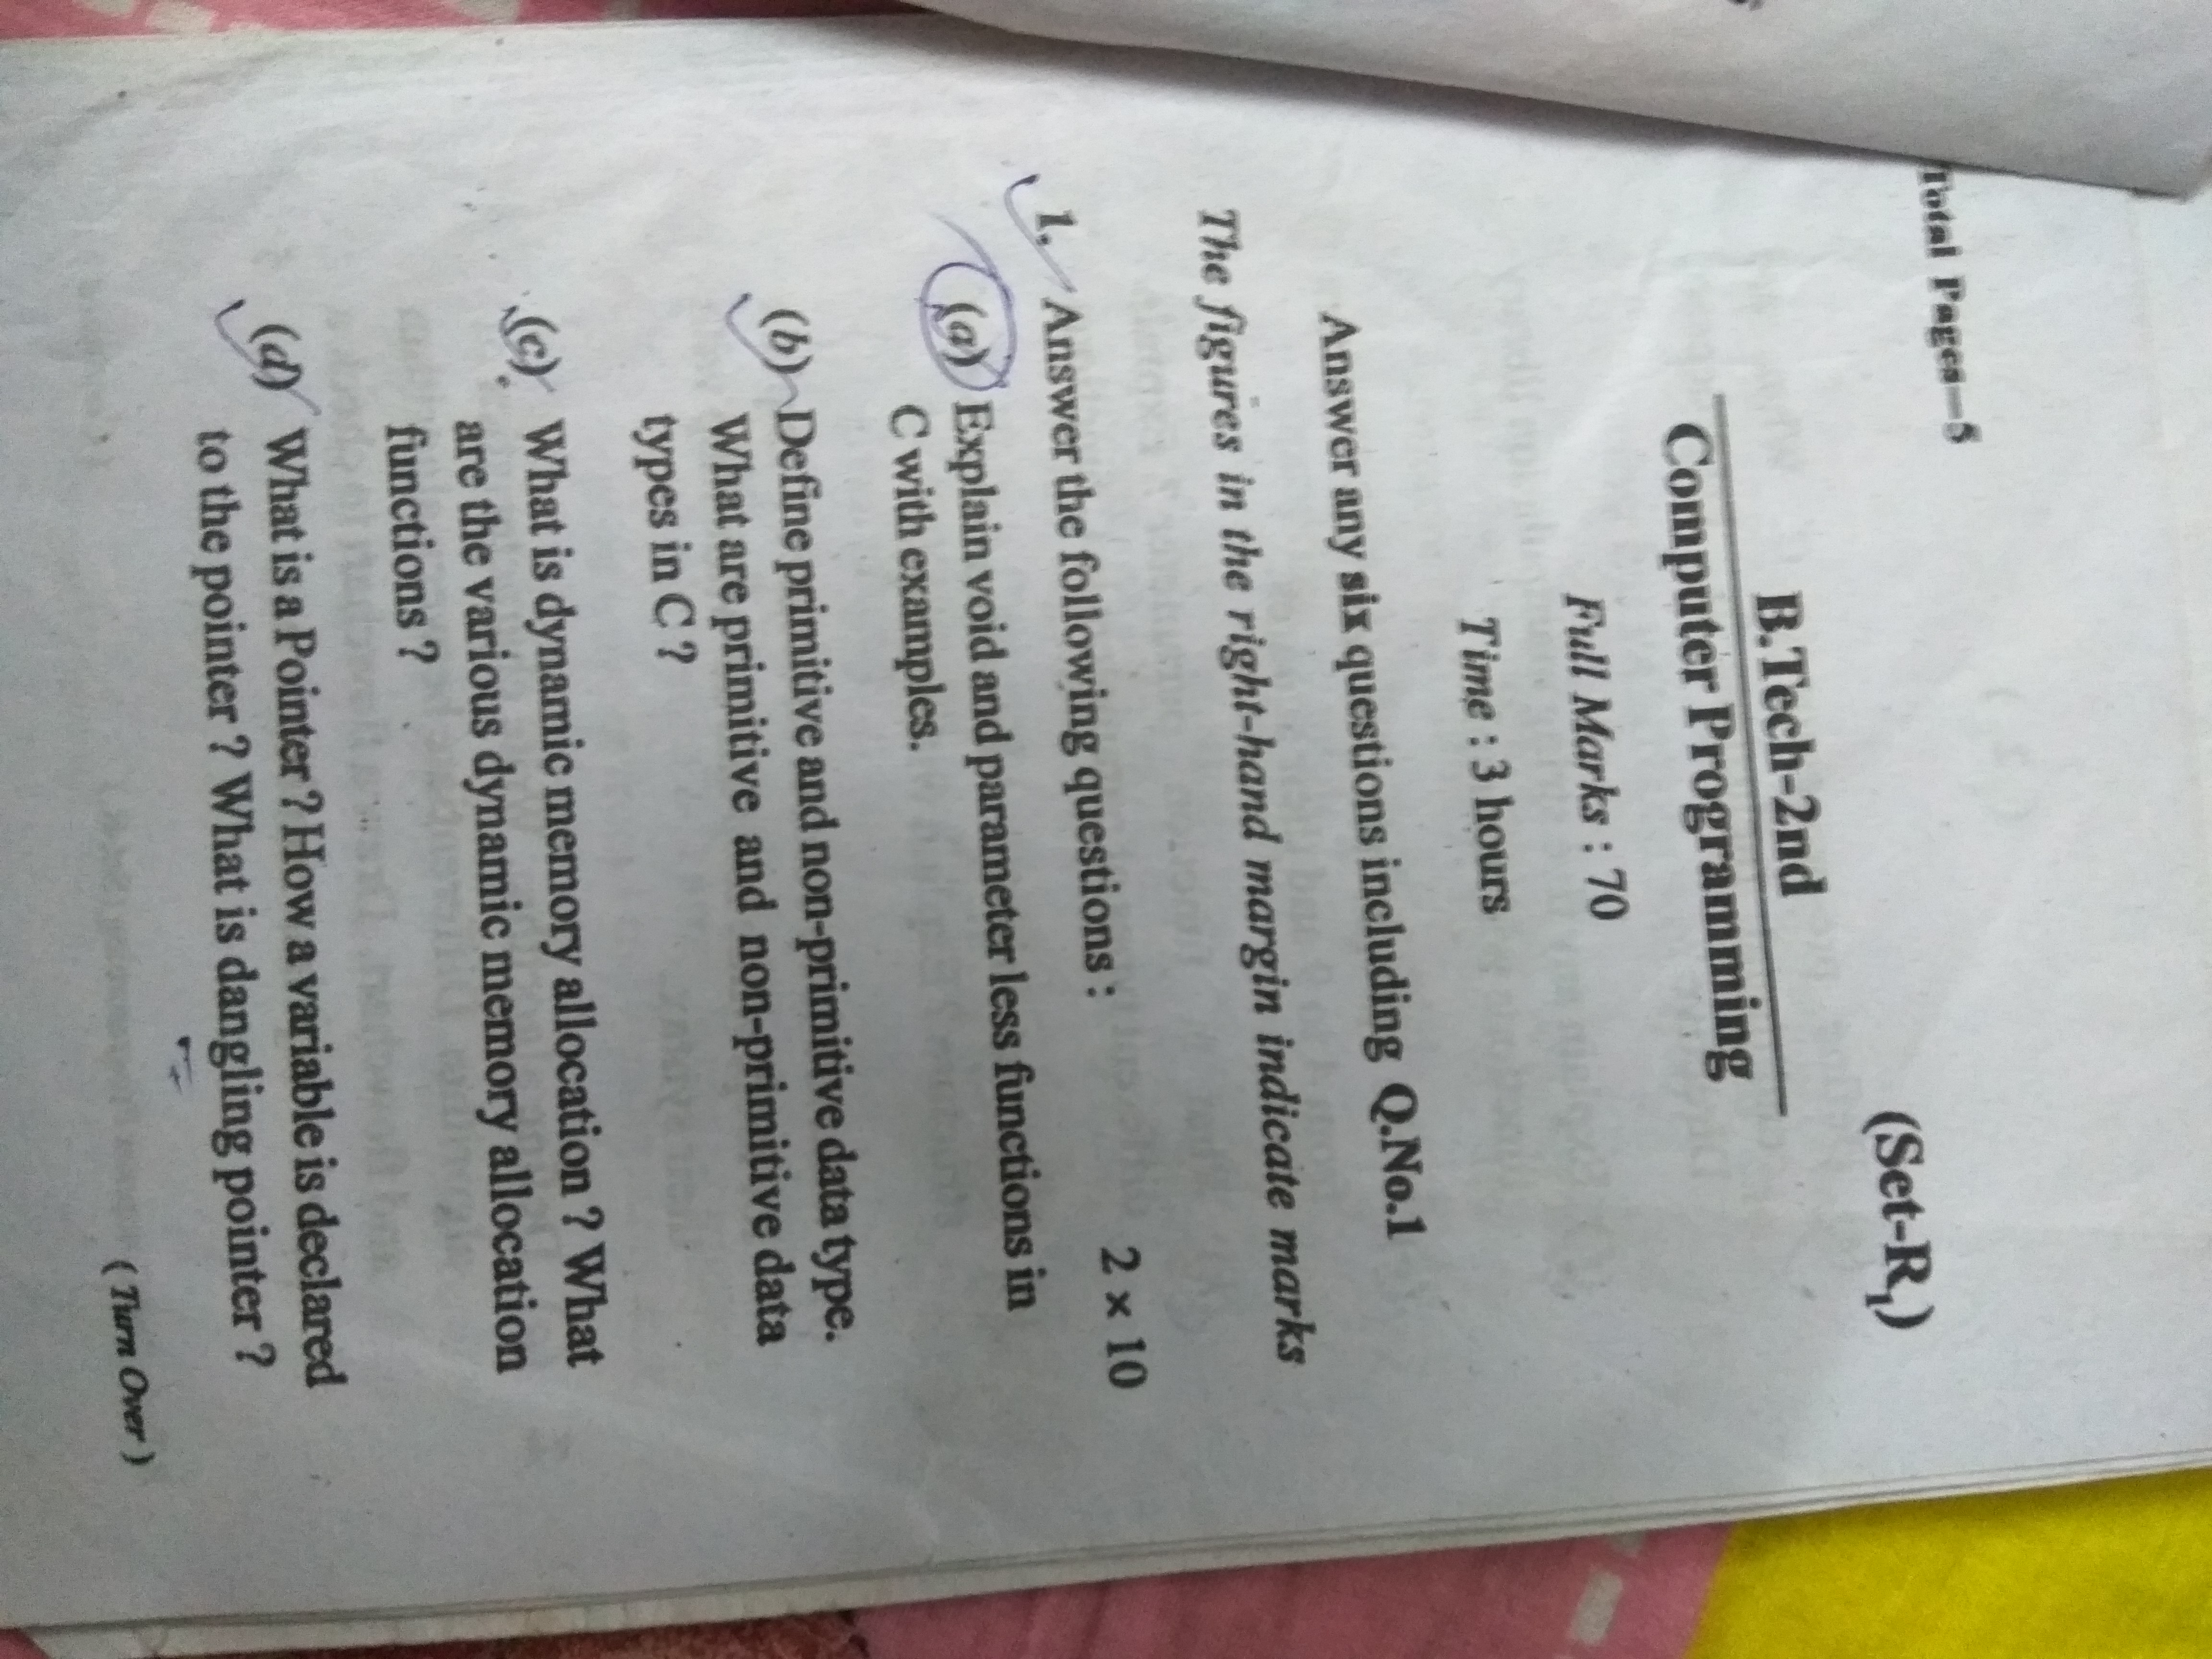 Total Pages—5
(Set-R1)
B.Tech-2nd
Computer Programming
Full Marks : 70
Time : 3 hours
Answer any six questions including Q.No.1
The figures in the right-hand margin indicate marks
1. Answer the following questions : 2 × 10
(a) Explain void and parameter less functions in
C with examples.
(b) Define primitive and non-primitive data type.
What are primitive and non-primitive data
types in C ?
(c) What is dynamic memory allocation ? What
are the various dynamic memory allocation
functions ?
(d) What is a Pointer ? How a variable is declared
to the pointer ? What is dangling pointer ?
( Turn Over )